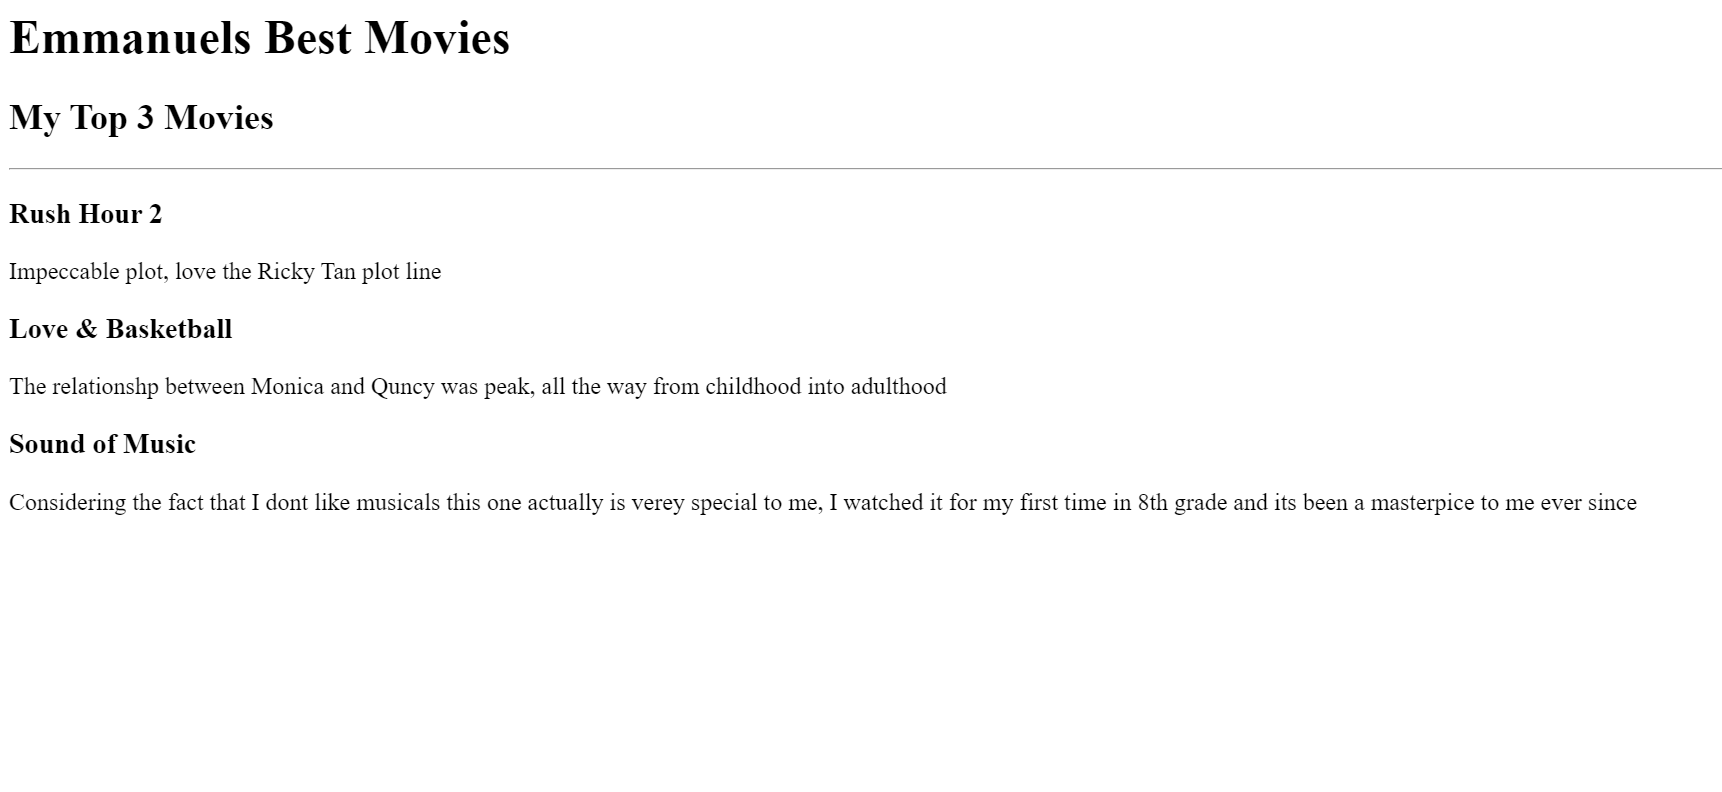 Emmanuels Best Movies
My Top 3 Movies
Rush Hour 2
Impeccable plot, love the Ricky Tan plot line
Love & Basketball
The relationshp between Monica and Quncy was peak, all the way from childhood into adulthood
Sound of Music
Considering the fact that I dont like musicals this one actually is verey special to me, I watched it for my first time in 8th grade and its been a masterpice to me ever since